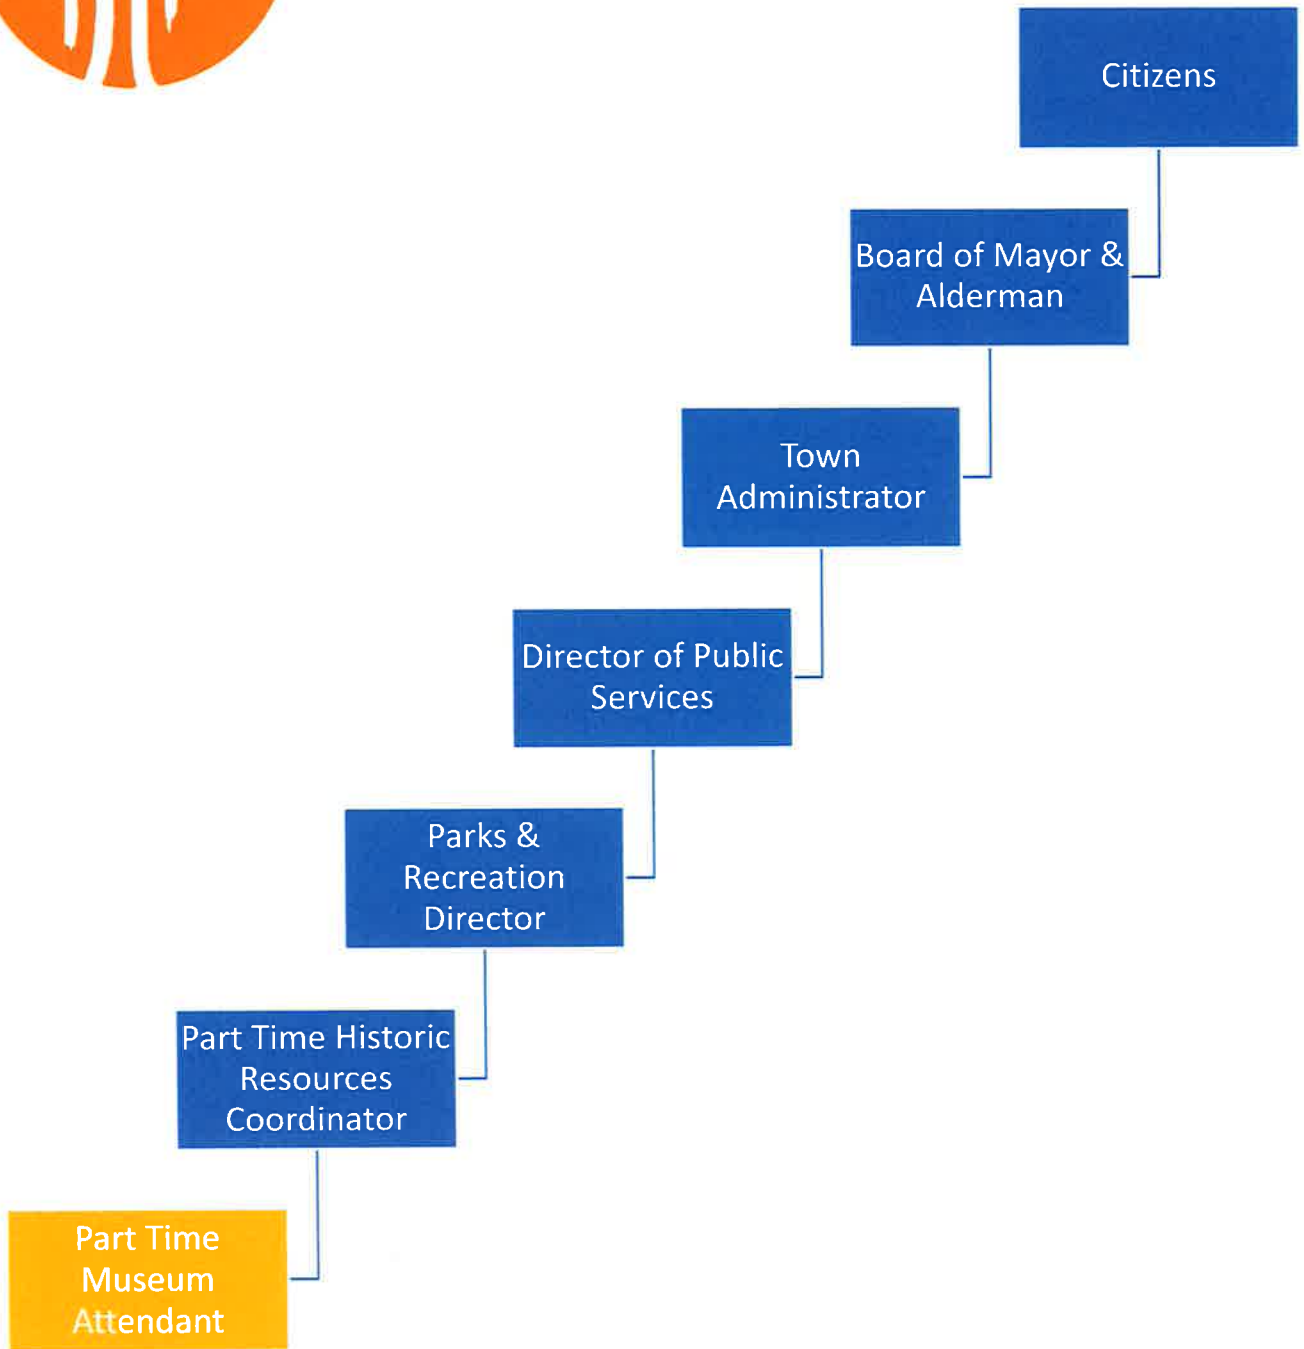 Citizens
Board of Mayor &
Alderman
Town
Administrator
Director of Public
Services
Parks &
Recreation
Director
Part Time Historic
Resources
Coordinator
Part Time
Museum
Attendant